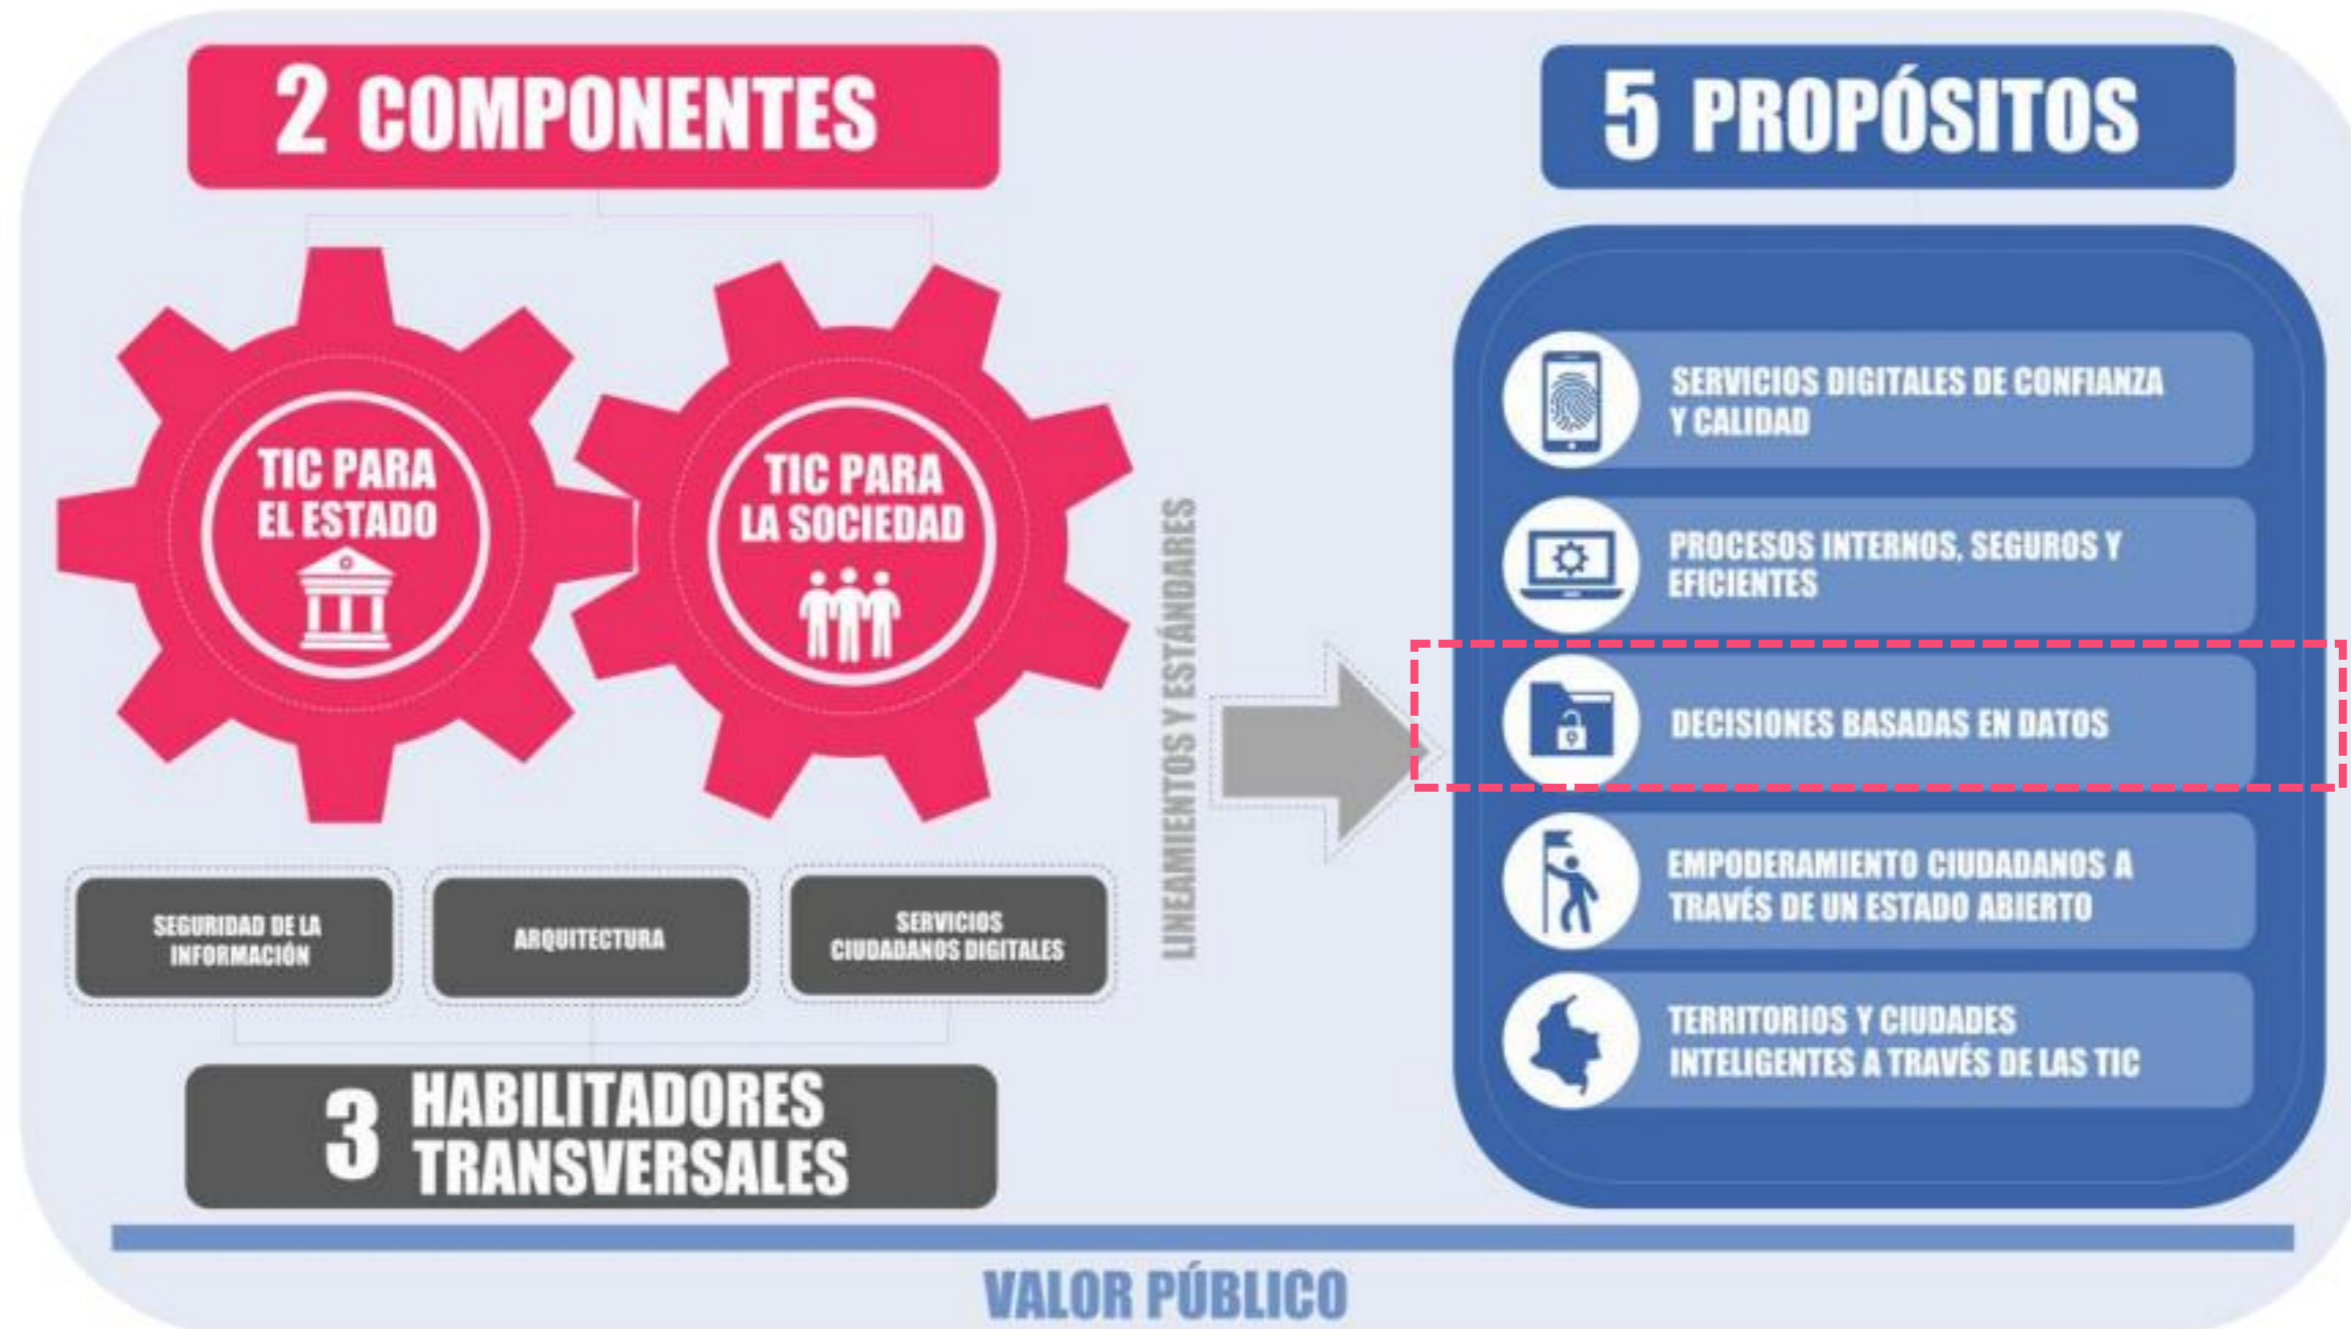 2 COMPONENTES
TIC PARA
EL ESTADO
TIC PARA
LA SOCIEDAD
SEGURIDAD DE LA
INFORMACIÓN
ARQUITECTURA
SERVICIOS
CIUDADANOS DIGITALES
3 HABILITADORES
TRANSVERSALES
LINEAMIENTOS Y ESTÁNDARES
5 PROPÓSITOS
SERVICIOS DIGITALES DE CONFIANZA
Y CALIDAD
PROCESOS INTERNOS, SEGUROS Y
EFICIENTES
DECISIONES BASADAS EN DATOS
EMPODERAMIENTO CIUDADANOS A
TRAVÉS DE UN ESTADO ABIERTO
TERRITORIOS Y CIUDADES
INTELIGENTES A TRAVÉS DE LAS TIC
VALOR PÚBLICO